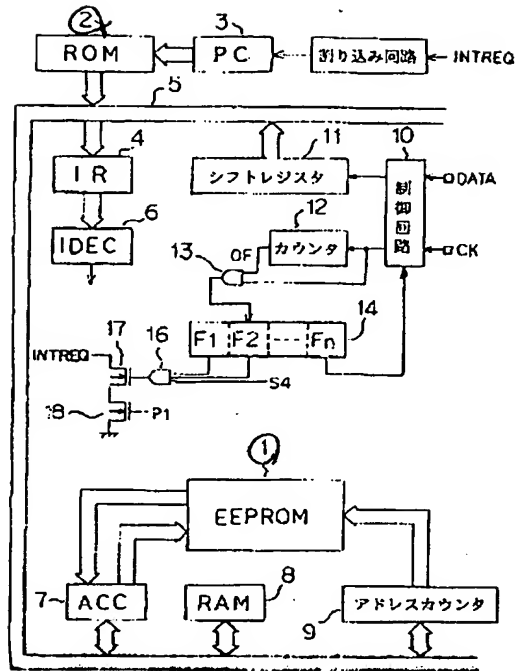 2 3
ROM PC 割り込み回路 INTREQ
5
4 11 10
IR シフトレジスタ 制御回路 DATA
6 12
IDEC 13 OF カウンタ CK
14
17 16 F1 F2 Fn
INTREQ S4
18 P1
1
EEPROM
8
7 ACC RAM 9 アドレスカウンタ